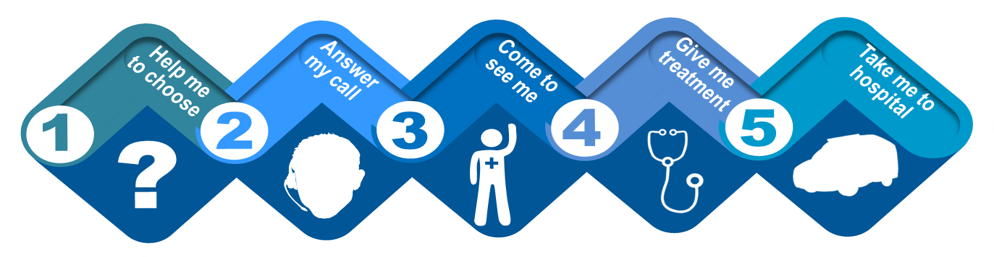 1
Help me
to choose
?
2
Answer
my call
3
Come to
see me
4
Give me
treatment
5
Take me to
hospital